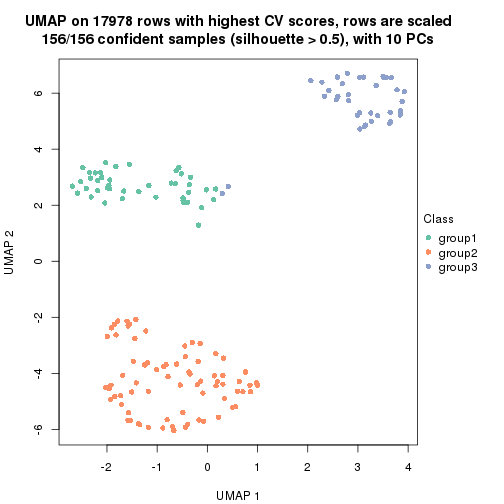 UMAP on 17978 rows with highest CV scores, rows are scaled
156/156 confident samples (silhouette > 0.5), with 10 PCs
6
4
2
0
-2
-4
-6
UMAP 2
-2
-1
0
1
2
3
4
UMAP 1
Class
group1
group2
group3